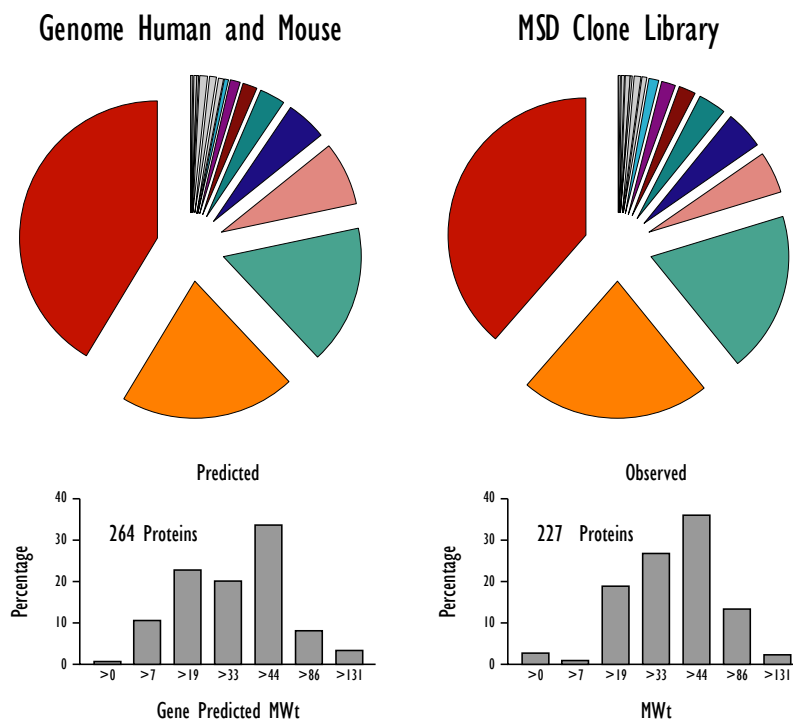 Genome Human and Mouse
MSD Clone Library
Predicted
40
30
20
10
0
Percentage
264 Proteins
>0 >7 >19 >33 >44 >86 >131
Gene Predicted MWt
Observed
40
30
20
10
0
Percentage
227 Proteins
>0 >7 >19 >33 >44 >86 >131
MWt